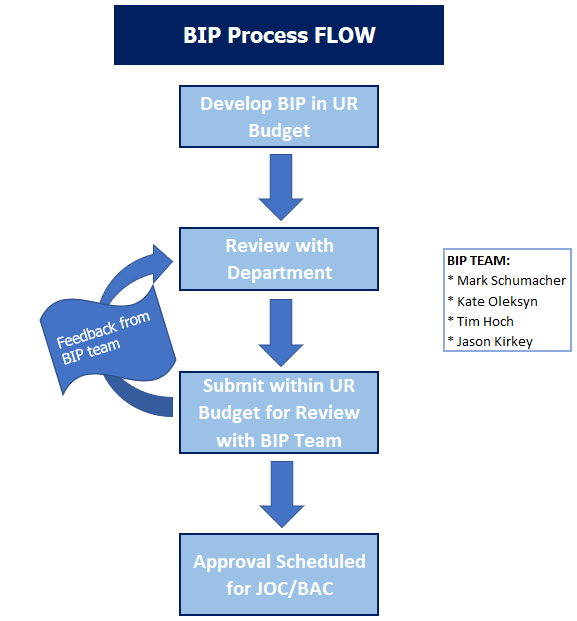 BIP Process FLOW
Develop BIP in UR
Budget
Review with
Department
Feedback from
BIP team
Submit within UR
Budget for Review
with BIP Team
Approval Scheduled
for JOC/BAC
BIP TEAM:
* Mark Schumacher
* Kate Oleksyn
* Tim Hoch
* Jason Kirkey